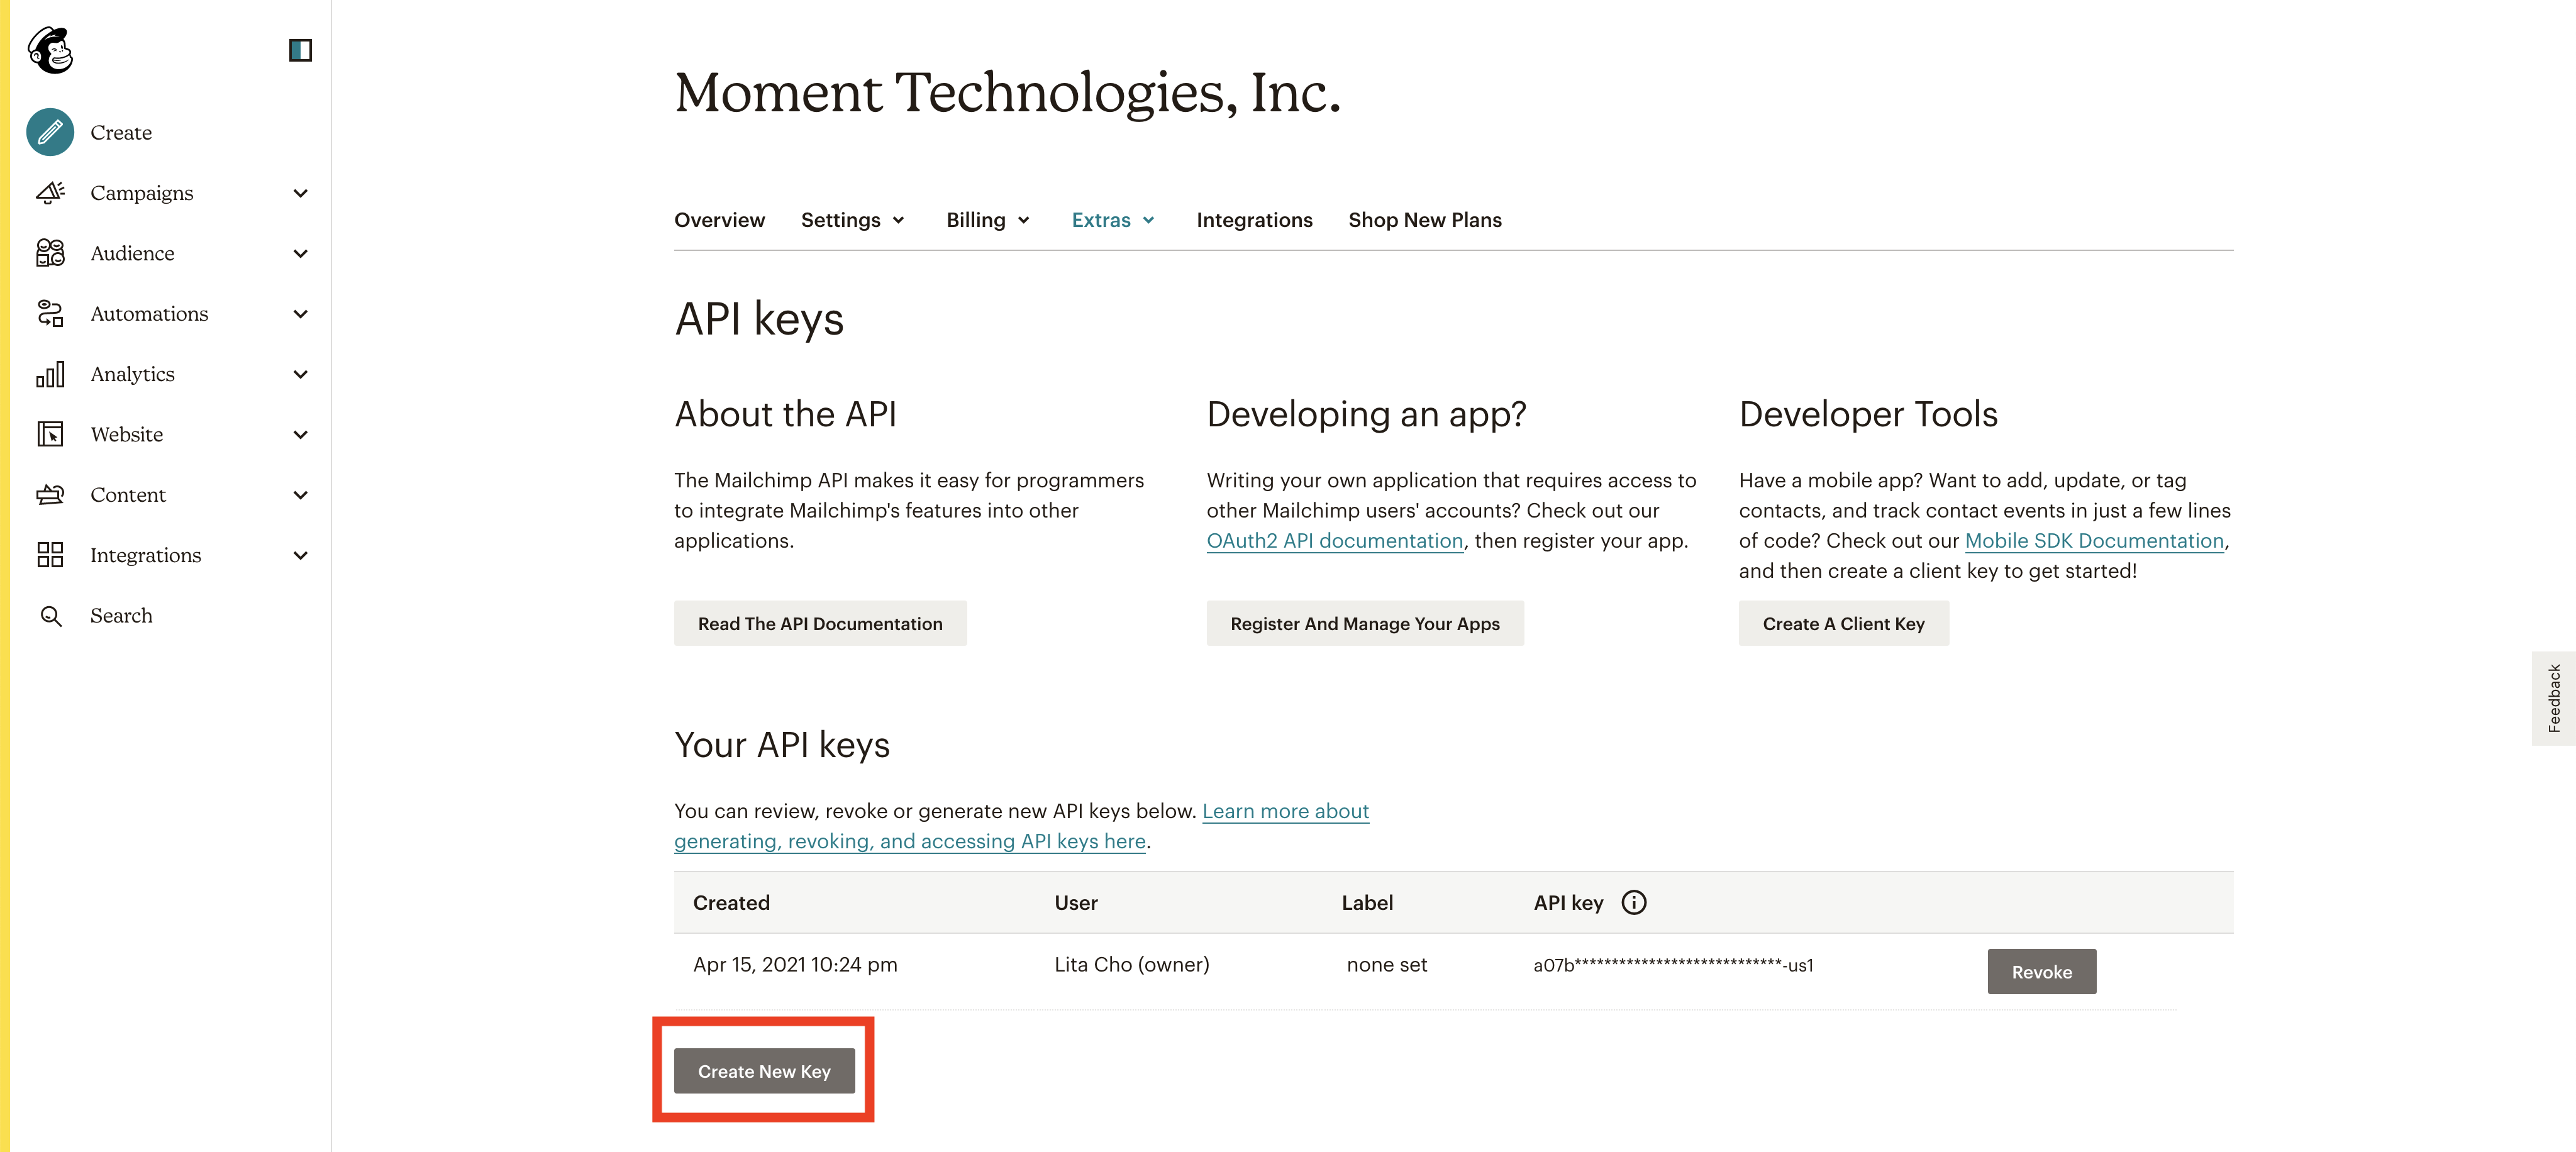 Create
Campaigns
Audience
Automations
Analytics
Website
Content
Integrations
Search
Moment Technologies, Inc.
Overview Settings Billing Extras Integrations Shop New Plans
API keys
About the API
The Mailchimp API makes it easy for programmers
to integrate Mailchimp's features into other
applications.
Read The API Documentation
Developing an app?
Writing your own application that requires access to
other Mailchimp users' accounts? Check out our
OAuth2 API documentation, then register your app.
Register And Manage Your Apps
Developer Tools
Have a mobile app? Want to add, update, or tag
contacts, and track contact events in just a few lines
of code? Check out our Mobile SDK Documentation,
and then create a client key to get started!
Create A Client Key
Your API keys
You can review, revoke or generate new API keys below. Learn more about
generating, revoking, and accessing API keys here.
Created User Label API key
Apr 15, 2021 10:24 pm Lita Cho (owner) none set a07b****************************-us1 Revoke
Create New Key
Feedback